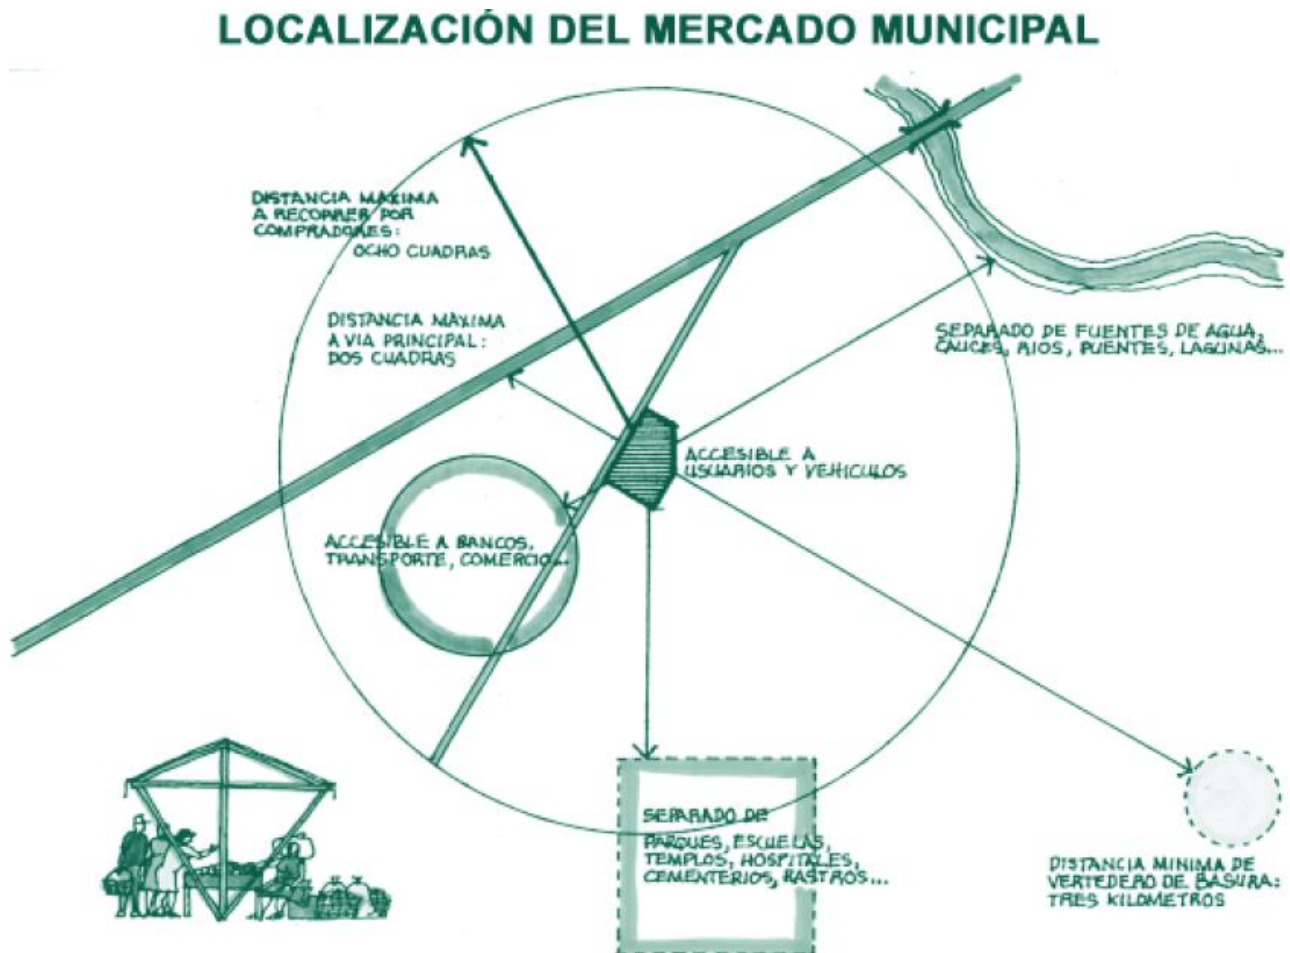 LOCALIZACIÓN DEL MERCADO MUNICIPAL
DISTANCIA MAXIMA
A RECORRER POR
COMPRADORES:
OCHO CUADRAS
DISTANCIA MAXIMA
A VIA PRINCIPAL:
DOS CUADRAS
SEPARADO DE FUENTES DE AGUA,
CAUCES, RIOS, PUENTES, LAGUNAS...
ACCESIBLE A
USUARIOS Y VEHICULOS
ACCESIBLE A BANCOS,
TRANSPORTE, COMERCIO...
SEPARADO DE
PARQUES, ESCUELAS,
TEMPLOS, HOSPITALES,
CEMENTERIOS, RASTROS...
DISTANCIA MINIMA DE
VERTEDERO DE BASURA:
TRES KILOMETROS